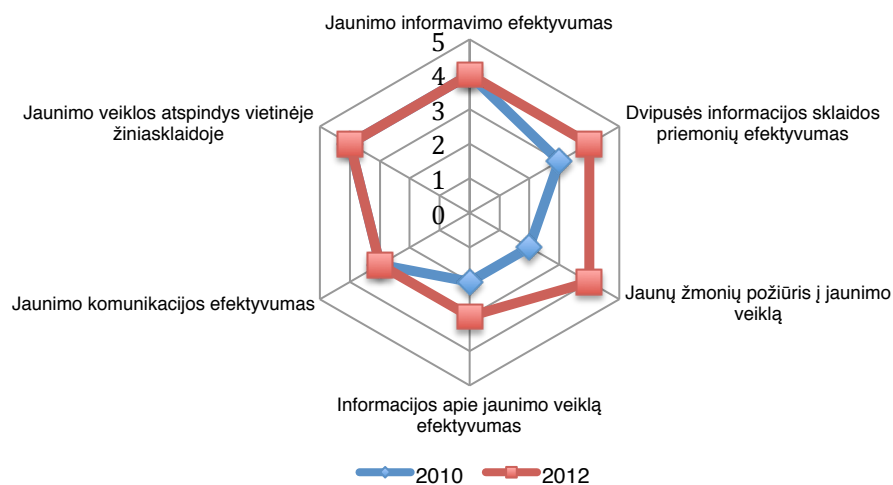 Jaunimo informavimo efektyvumas
5
4
3
2
1
0
Dvipusės informacijos sklaidos
priemonių efektyvumas
Jaunų žmonių požiūris į jaunimo
veiklą
Informacijos apie jaunimo veiklą
efektyvumas
Jaunimo komunikacijos efektyvumas
Jaunimo veiklos atspindys vietinėje
žiniasklaidoje
2010
2012